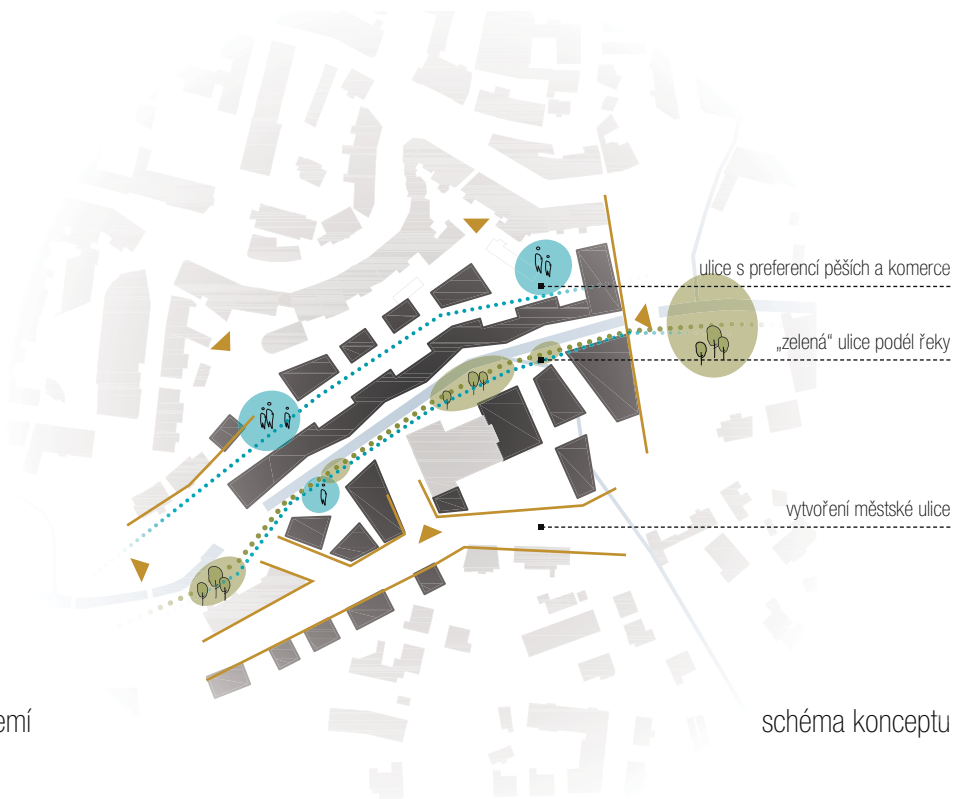 ulice s preferencí pěších a komerce
„zelená“ ulice podél řeky
vytvoření městské ulice
emí
schéma konceptu